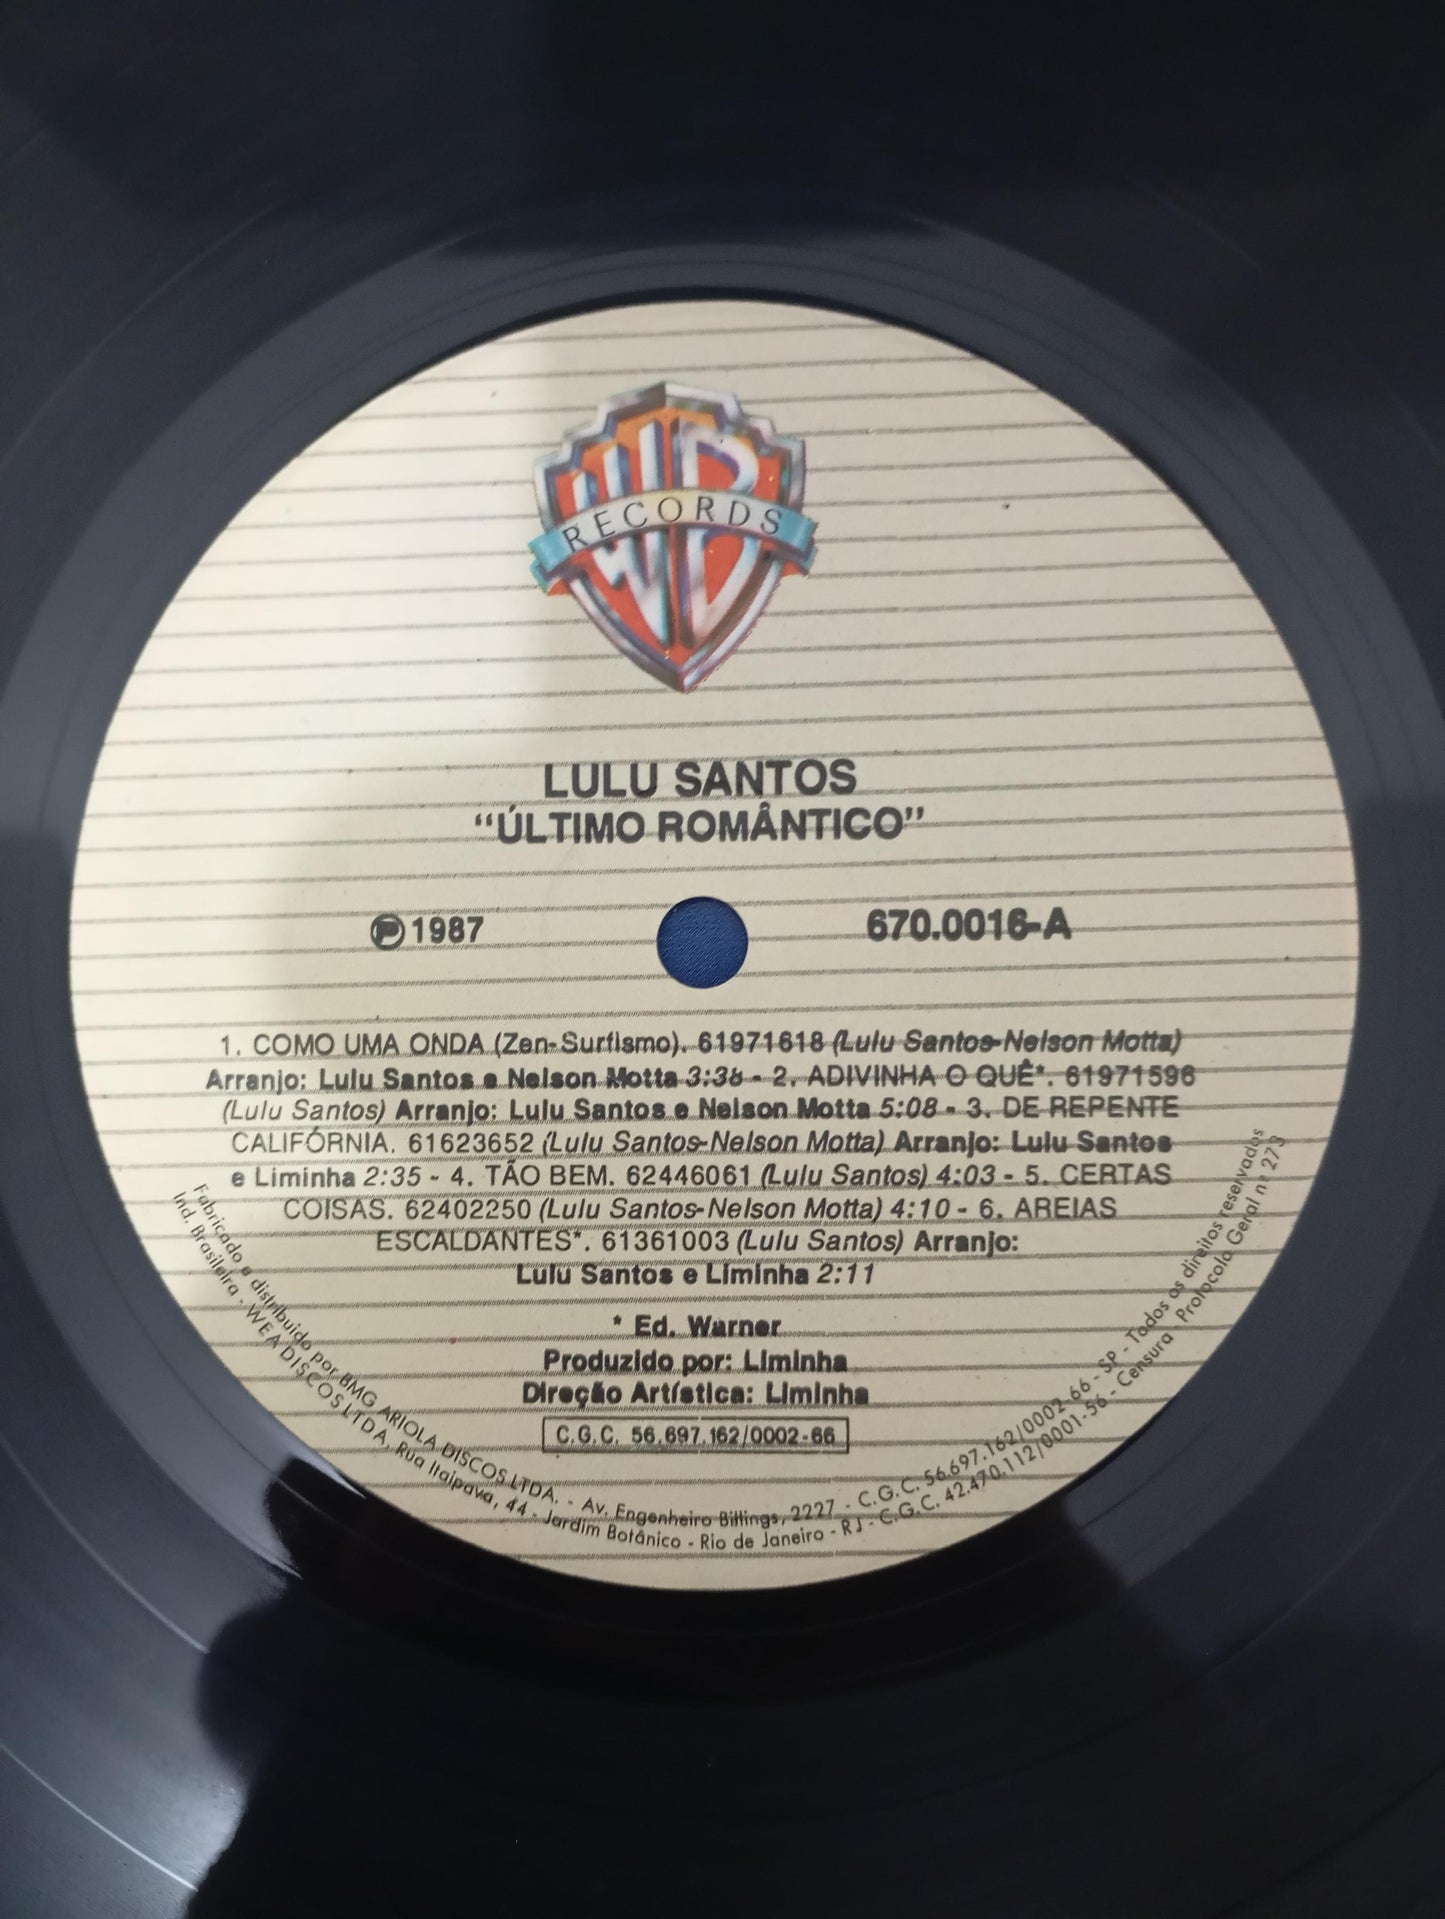 WB
RECORDS
LULU SANTOS
“ÚLTIMO ROMÂNTICO”
Ⓟ 1987
670.0016-A
1. COMO UMA ONDA (Zen-Surfismo). 61971618 (Lulu Santos-Nelson Motta)
Arranjo: Lulu Santos e Nelson Motta 3:38 - 2. ADIVINHA O QUÊ*. 61971596
(Lulu Santos) Arranjo: Lulu Santos e Nelson Motta 5:08 - 3. DE REPENTE
CALIFÓRNIA. 61623652 (Lulu Santos-Nelson Motta) Arranjo: Lulu Santos
e Liminha 2:35 - 4. TÃO BEM. 62446061 (Lulu Santos) 4:03 - 5. CERTAS
COISAS. 62402250 (Lulu Santos-Nelson Motta) 4:10 - 6. AREIAS
ESCALDANTES*. 61361003 (Lulu Santos) Arranjo:
Lulu Santos e Liminha 2:11
* Ed. Warner
Produzido por: Liminha
Direção Artística: Liminha
C.G.C. 56.697.162/0002-66
Fabricado e distribuido por BMG ARIOLA DISCOS LTDA. - Av. Engenheiro Billings, 2227 - C.G.C. 56.697.162/0002-66 - SP - Todos os direitos reservados
Ind. Brasileira - WEA DISCOS LTDA, Rua Itaipava, 44 - Jardim Botânico - Rio de Janeiro - RJ - C.G.C. 42.470.112/0001-56 - Censura - Protocolo Geral nº 273